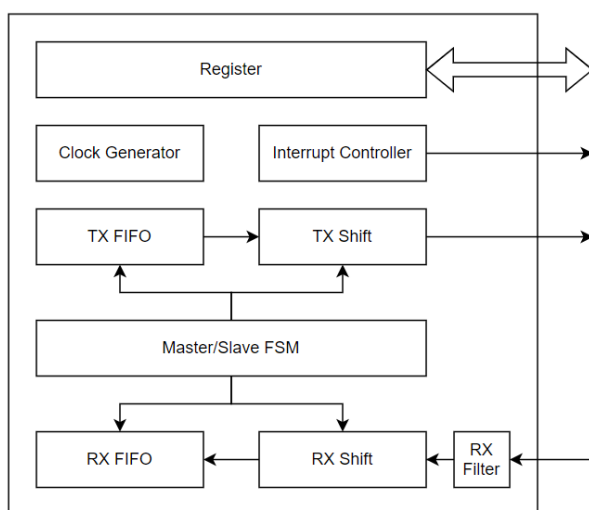 Register
Clock Generator
Interrupt Controller
TX FIFO
TX Shift
Master/Slave FSM
RX FIFO
RX Shift
RX
Filter